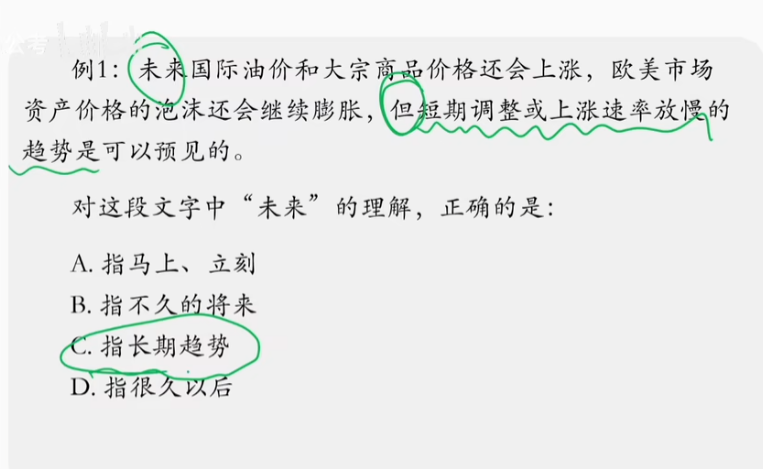 公考
例1：未来国际油价和大宗商品价格还会上涨，欧美市场
资产价格的泡沫还会继续膨胀，但短期调整或上涨速率放慢的
趋势是可以预见的。
对这段文字中“未来”的理解，正确的是：
A. 指马上、立刻
B. 指不久的将来
C. 指长期趋势
D. 指很久以后